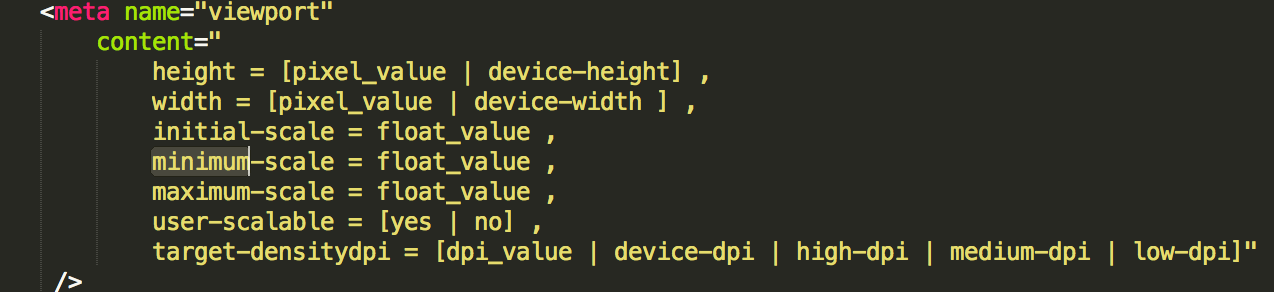 <meta name="viewport"
content="
height = [pixel_value | device-height] ,
width = [pixel_value | device-width ] ,
initial-scale = float_value ,
minimum-scale = float_value ,
maximum-scale = float_value ,
user-scalable = [yes | no] ,
target-densitydpi = [dpi_value | device-dpi | high-dpi | medium-dpi | low-dpi]"
/>